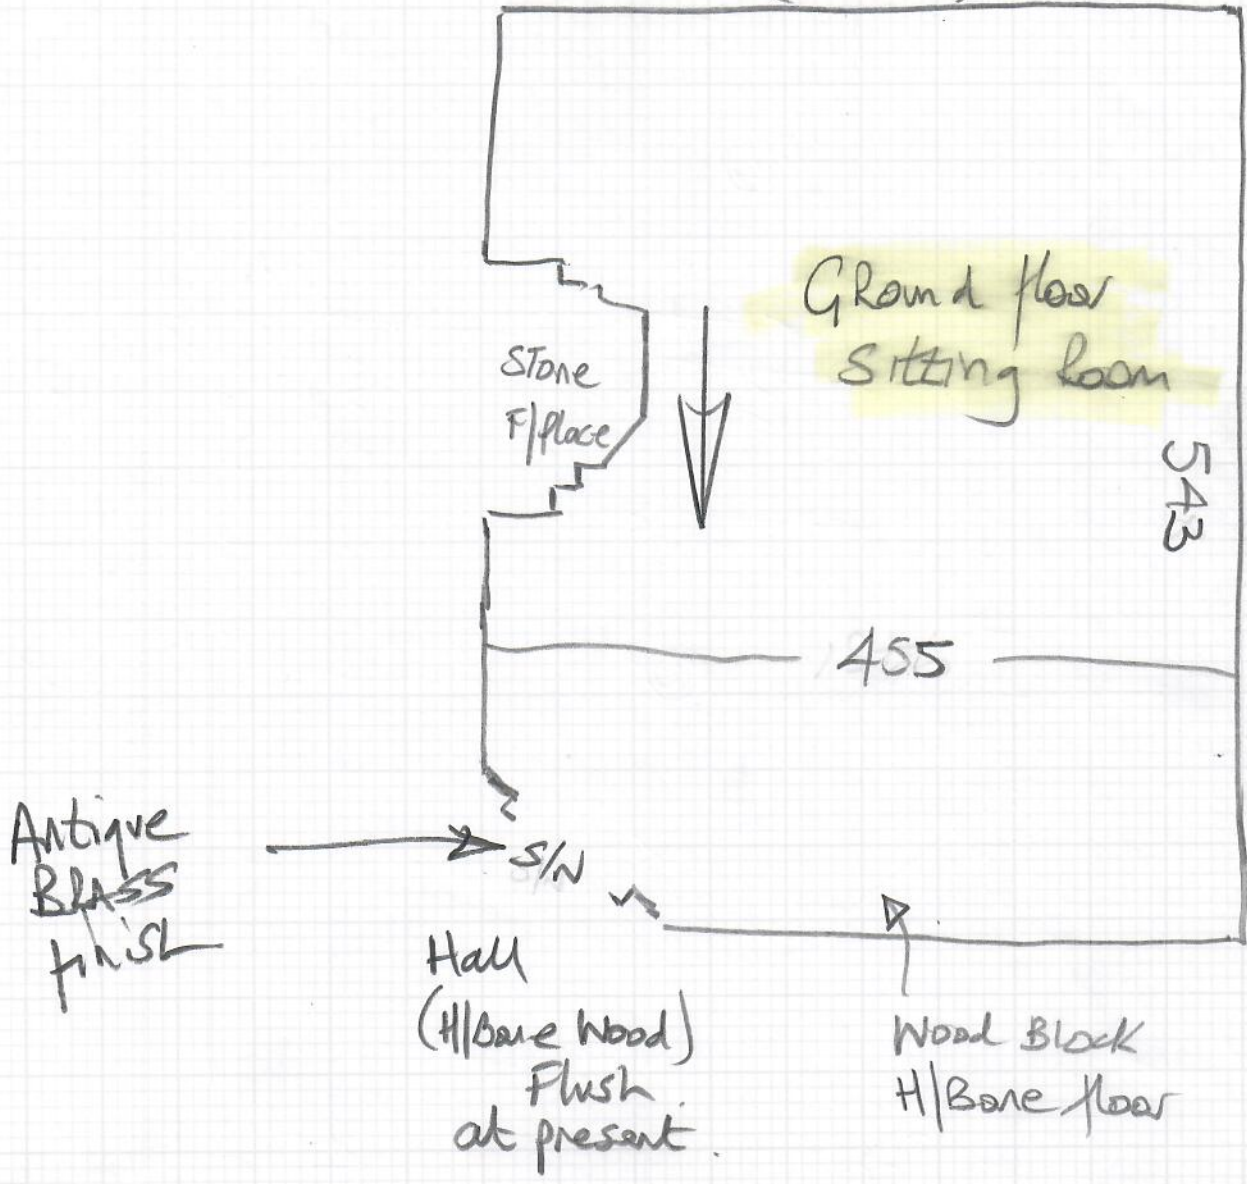 GRound floor
Sitting Room
Stone
F/place
543
455
Antique
BRASS
finish
S/N
Hall
(H/Bone Wood)
Flush
at present.
Wood Block
H/Bone floor